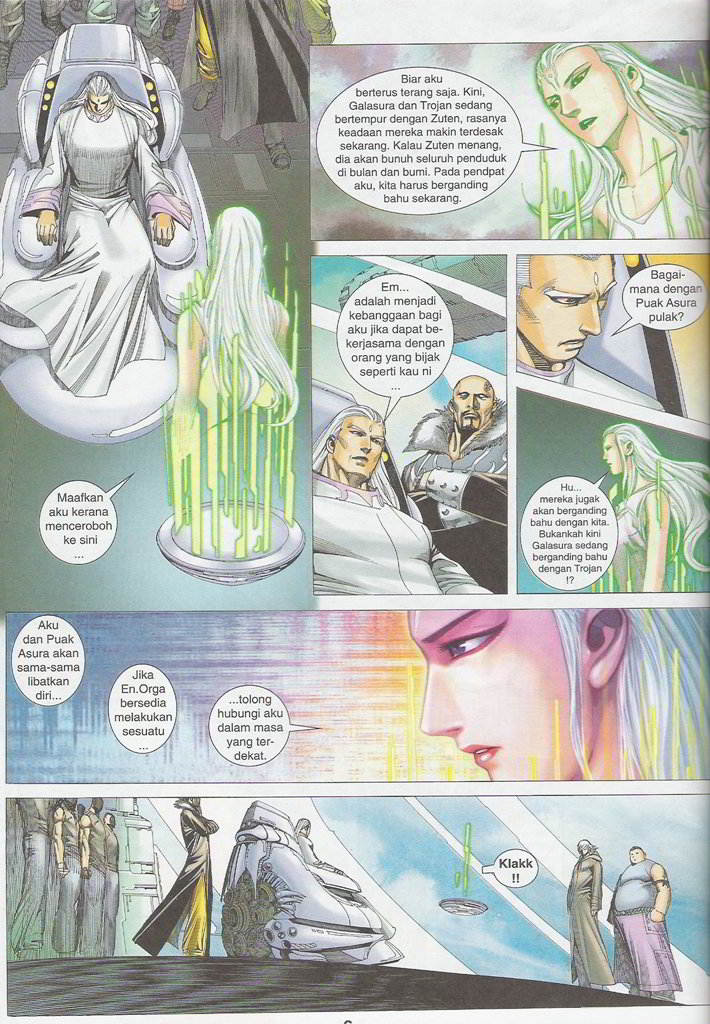 Maafkan
aku kerana
menceroboh
ke sini
...
Biar aku
berterus terang saja. Kini,
Galasura dan Trojan sedang
bertempur dengan Zuten, rasanya
keadaan mereka makin terdesak
sekarang. Kalau Zuten menang,
dia akan bunuh seluruh penduduk
di bulan dan bumi. Pada pendpat
aku, kita harus berganding
bahu sekarang.
Em...
adalah menjadi
kebanggaan bagi
aku jika dapat be-
kerjasama dengan
orang yang bijak
seperti kau ni
...
Bagai-
mana dengan
Puak Asura
pulak?
Hu...
mereka jugak
akan berganding
bahu dengan kita.
Bukankah kini
Galasura sedang
berganding bahu
dengan Trojan
!?
Aku
dan Puak
Asura akan
sama-sama
libatkan
diri...
Jika
En.Orga
bersedia
melakukan
sesuatu
...
...tolong
hubungi aku
dalam masa
yang ter-
dekat.
Klakk
!!